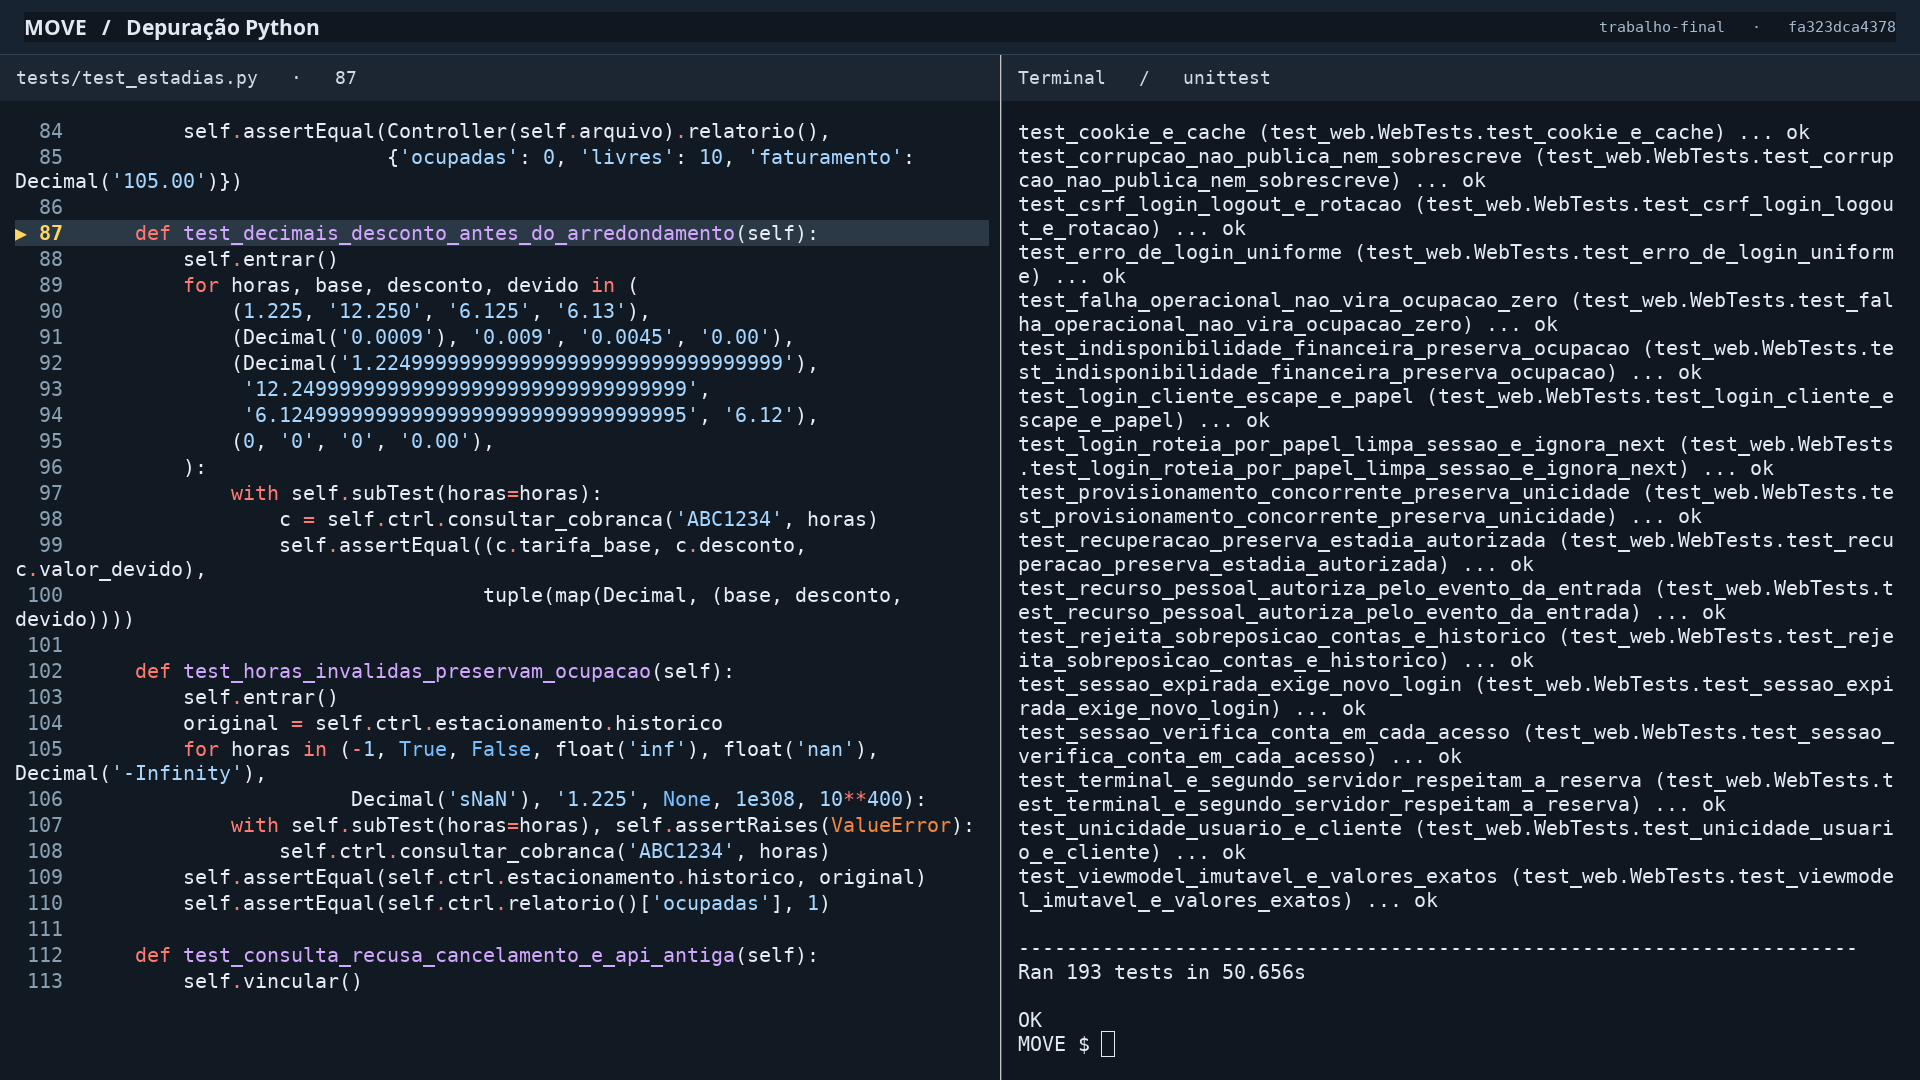 MOVE / Depuração Python
trabalho-final · fa323dca4378
tests/test_estadias.py · 87
84 self.assertEqual(Controller(self.arquivo).relatorio(),
85 {'ocupadas': 0, 'livres': 10, 'faturamento':
Decimal('105.00')})
86
▶ 87 def test_decimais_desconto_antes_do_arredondamento(self):
88 self.entrar()
89 for horas, base, desconto, devido in (
90 (1.225, '12.250', '6.125', '6.13'),
91 (Decimal('0.0009'), '0.009', '0.0045', '0.00'),
92 (Decimal('1.2249999999999999999999999999999999'),
93 '12.249999999999999999999999999999999',
94 '6.1249999999999999999999999999999995', '6.12'),
95 (0, '0', '0', '0.00'),
96 ):
97 with self.subTest(horas=horas):
98 c = self.ctrl.consultar_cobranca('ABC1234', horas)
99 self.assertEqual((c.tarifa_base, c.desconto,
c.valor_devido),
100 tuple(map(Decimal, (base, desconto,
devido))))
101
102 def test_horas_invalidas_preservam_ocupacao(self):
103 self.entrar()
104 original = self.ctrl.estacionamento.historico
105 for horas in (-1, True, False, float('inf'), float('nan'),
Decimal('-Infinity'),
106 Decimal('sNaN'), '1.225', None, 1e308, 10**400):
107 with self.subTest(horas=horas), self.assertRaises(ValueError):
108 self.ctrl.consultar_cobranca('ABC1234', horas)
109 self.assertEqual(self.ctrl.estacionamento.historico, original)
110 self.assertEqual(self.ctrl.relatorio()['ocupadas'], 1)
111
112 def test_consulta_recusa_cancelamento_e_api_antiga(self):
113 self.vincular()
Terminal / unittest
test_cookie_e_cache (test_web.WebTests.test_cookie_e_cache) ... ok
test_corrupcao_nao_publica_nem_sobrescreve (test_web.WebTests.test_corrup
cao_nao_publica_nem_sobrescreve) ... ok
test_csrf_login_logout_e_rotacao (test_web.WebTests.test_csrf_login_logou
t_e_rotacao) ... ok
test_erro_de_login_uniforme (test_web.WebTests.test_erro_de_login_uniform
e) ... ok
test_falha_operacional_nao_vira_ocupacao_zero (test_web.WebTests.test_fal
ha_operacional_nao_vira_ocupacao_zero) ... ok
test_indisponibilidade_financeira_preserva_ocupacao (test_web.WebTests.te
st_indisponibilidade_financeira_preserva_ocupacao) ... ok
test_login_cliente_escape_e_papel (test_web.WebTests.test_login_cliente_e
scape_e_papel) ... ok
test_login_roteia_por_papel_limpa_sessao_e_ignora_next (test_web.WebTests
.test_login_roteia_por_papel_limpa_sessao_e_ignora_next) ... ok
test_provisionamento_concorrente_preserva_unicidade (test_web.WebTests.te
st_provisionamento_concorrente_preserva_unicidade) ... ok
test_recuperacao_preserva_estadia_autorizada (test_web.WebTests.test_recu
peracao_preserva_estadia_autorizada) ... ok
test_recurso_pessoal_autoriza_pelo_evento_da_entrada (test_web.WebTests.t
est_recurso_pessoal_autoriza_pelo_evento_da_entrada) ... ok
test_rejeita_sobreposicao_contas_e_historico (test_web.WebTests.test_reje
ita_sobreposicao_contas_e_historico) ... ok
test_sessao_expirada_exige_novo_login (test_web.WebTests.test_sessao_expi
rada_exige_novo_login) ... ok
test_sessao_verifica_conta_em_cada_acesso (test_web.WebTests.test_sessao_
verifica_conta_em_cada_acesso) ... ok
test_terminal_e_segundo_servidor_respeitam_a_reserva (test_web.WebTests.t
est_terminal_e_segundo_servidor_respeitam_a_reserva) ... ok
test_unicidade_usuario_e_cliente (test_web.WebTests.test_unicidade_usuari
o_e_cliente) ... ok
test_viewmodel_imutavel_e_valores_exatos (test_web.WebTests.test_viewmode
l_imutavel_e_valores_exatos) ... ok
----------------------------------------------------------------------
Ran 193 tests in 50.656s
OK
MOVE $